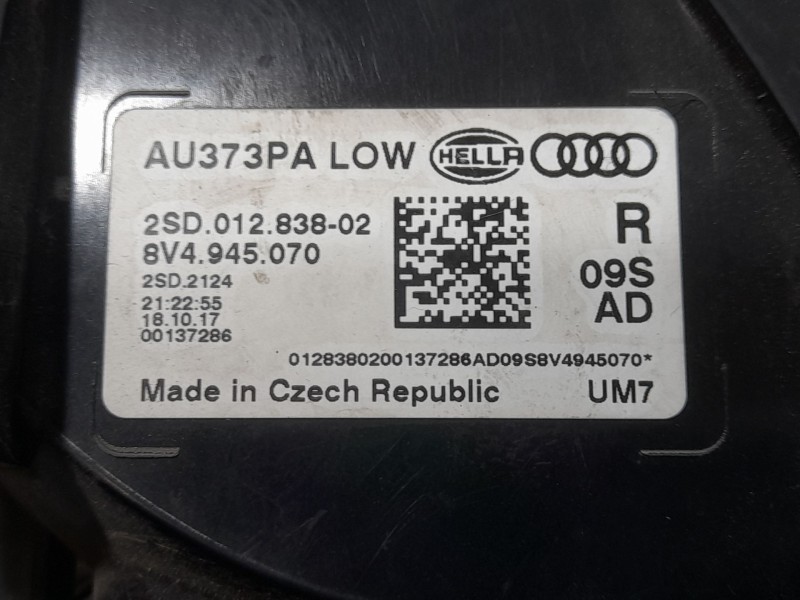 AU373PA LOW HELLA
2SD.012.838-02
8V4.945.070
2SD.2124
21:22:55
18.10.17
00137286
R
09S
AD
0128380200137286AD09S8V4945070*
Made in Czech Republic UM7